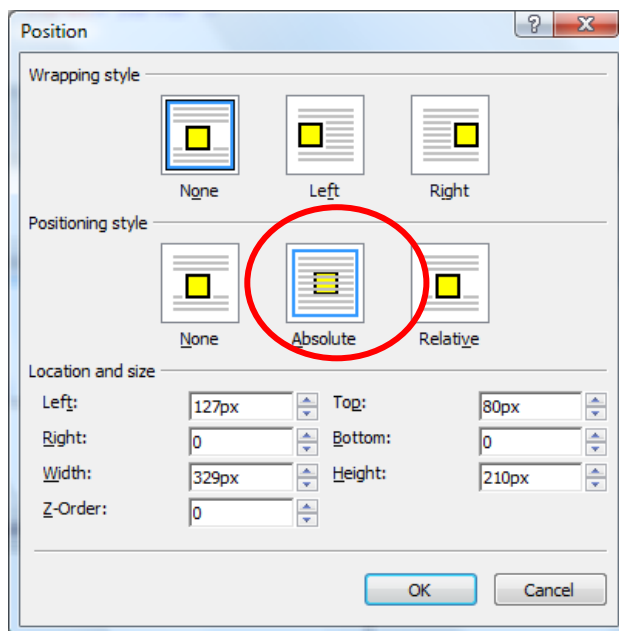 Position
Wrapping style
None Left Right
Positioning style
None Absolute Relative
Location and size
Left: 127px Top: 80px
Right: 0 Bottom: 0
Width: 329px Height: 210px
Z-Order: 0
OK Cancel